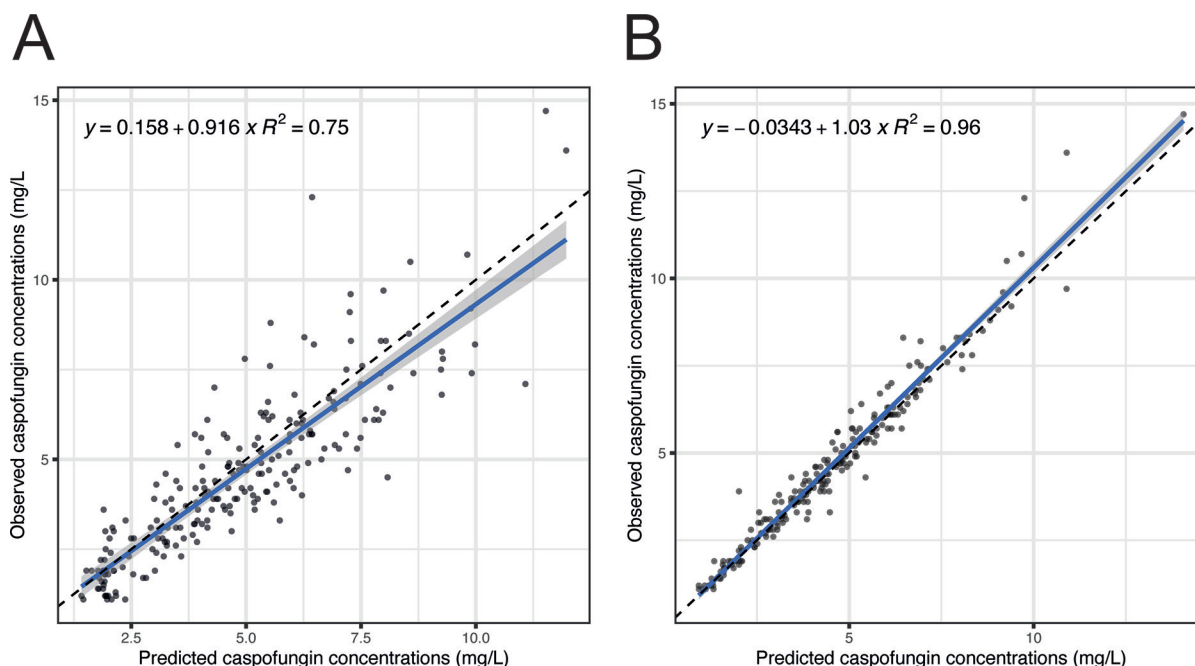 A
B
y = 0.158 + 0.916 x R² = 0.75
y = −0.0343 + 1.03 x R² = 0.96
Observed caspofungin concentrations (mg/L)
15
10
5
2.5 5.0 7.5 10.0
Predicted caspofungin concentrations (mg/L)
Observed caspofungin concentrations (mg/L)
15
10
5
5 10
Predicted caspofungin concentrations (mg/L)